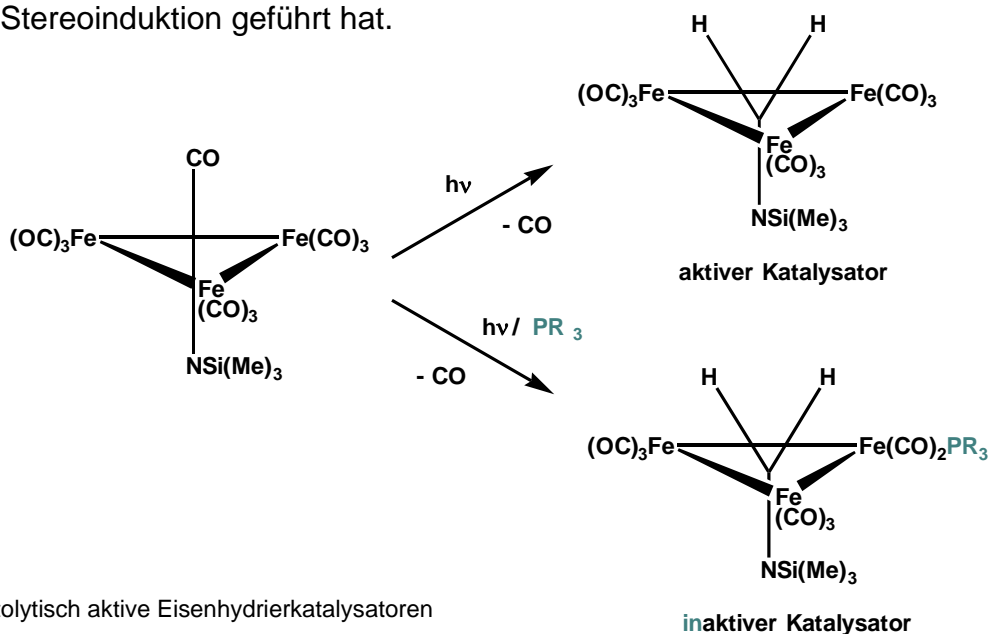 Stereoinduktion geführt hat.
H H
(OC)3Fe Fe(CO)3
Fe
(CO)3
NSi(Me)3
aktiver Katalysator
CO
(OC)3Fe Fe(CO)3
Fe
(CO)3
NSi(Me)3
hν
- CO
hν / PR 3
- CO
H H
(OC)3Fe Fe(CO)2PR3
Fe
(CO)3
NSi(Me)3
inaktiver Katalysator
aktive Eisenhydrierkatalysatoren